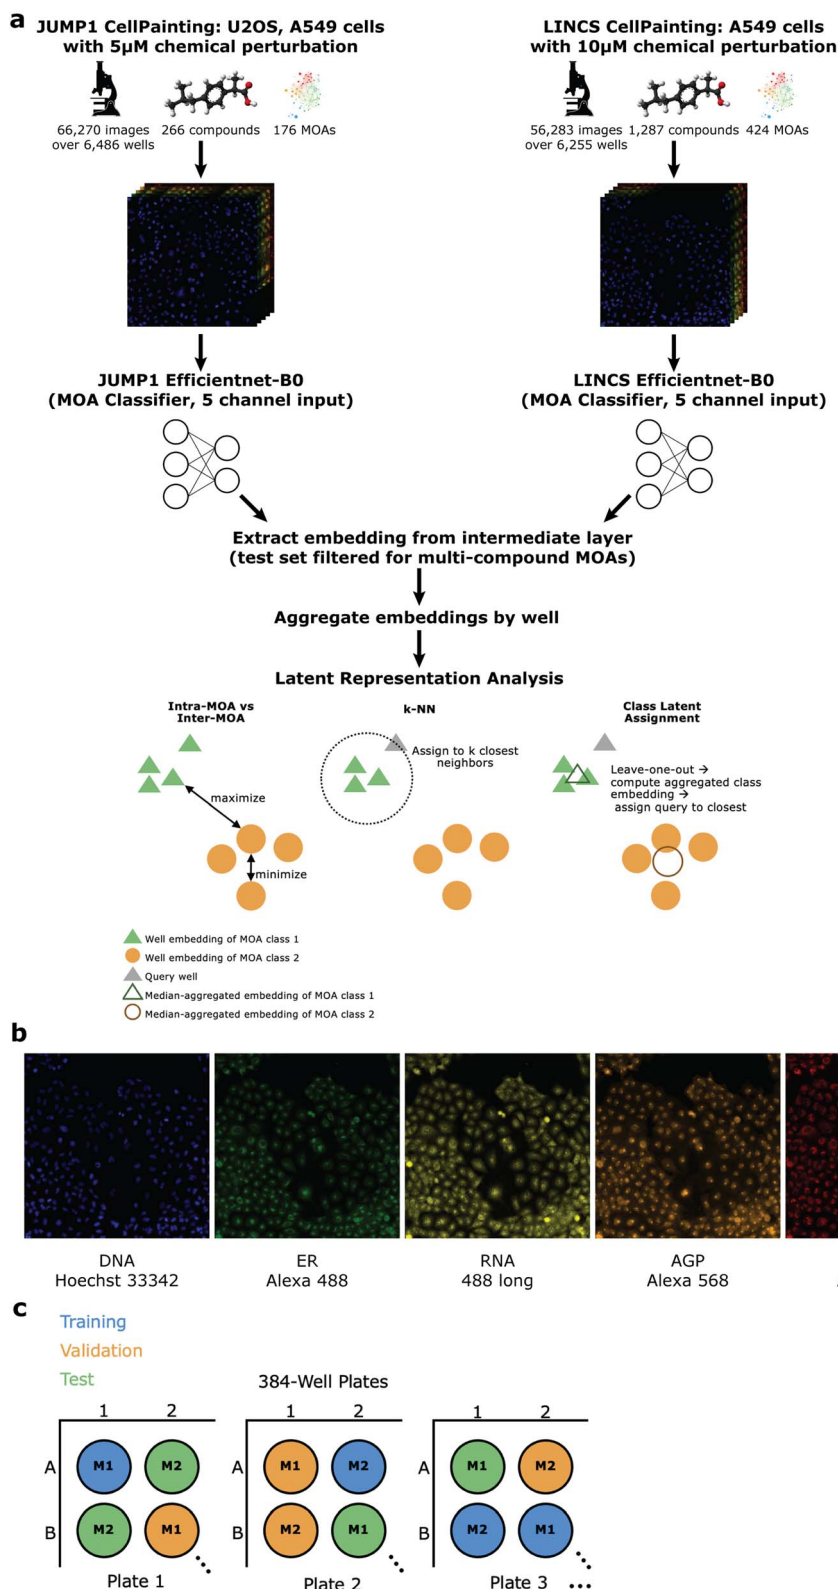 a
JUMP1 CellPainting: U2OS, A549 cells
with 5µM chemical perturbation
66,270 images
over 6,486 wells
266 compounds
176 MOAs
LINCS CellPainting: A549 cells
with 10µM chemical perturbation
56,283 images
over 6,255 wells
1,287 compounds
424 MOAs
JUMP1 Efficientnet-B0
(MOA Classifier, 5 channel input)
LINCS Efficientnet-B0
(MOA Classifier, 5 channel input)
Extract embedding from intermediate layer
(test set filtered for multi-compound MOAs)
Aggregate embeddings by well
Latent Representation Analysis
Intra-MOA vs
Inter-MOA
maximize
minimize
k-NN
Assign to k closest
neighbors
Class Latent
Assignment
Leave-one-out →
compute aggregated class
embedding →
assign query to closest
Well embedding of MOA class 1
Well embedding of MOA class 2
Query well
Median-aggregated embedding of MOA class 1
Median-aggregated embedding of MOA class 2
b
DNA
Hoechst 33342
ER
Alexa 488
RNA
488 long
AGP
Alexa 568
c
Training
Validation
Test
384-Well Plates
1 2
A M1 M2
B M2 M1
Plate 1
1 2
A M1 M2
B M2 M1
Plate 2
1 2
A M1 M2
B M2 M1
Plate 3